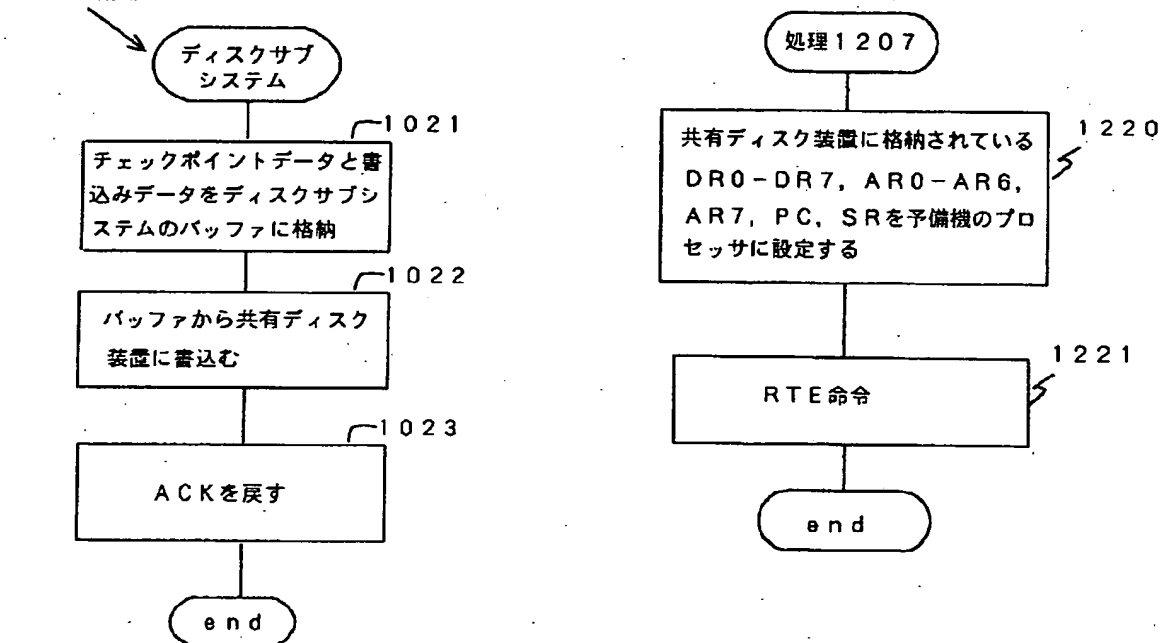 ディスクサブ
システム
1021
チェックポイントデータと書
込みデータをディスクサブシ
ステムのバッファに格納
1022
バッファから共有ディスク
装置に書込む
1023
ACKを戻す
end
処理1207
1220
共有ディスク装置に格納されている
DR0-DR7, AR0-AR6,
AR7, PC, SRを予備機のプロ
セッサに設定する
1221
RTE命令
end